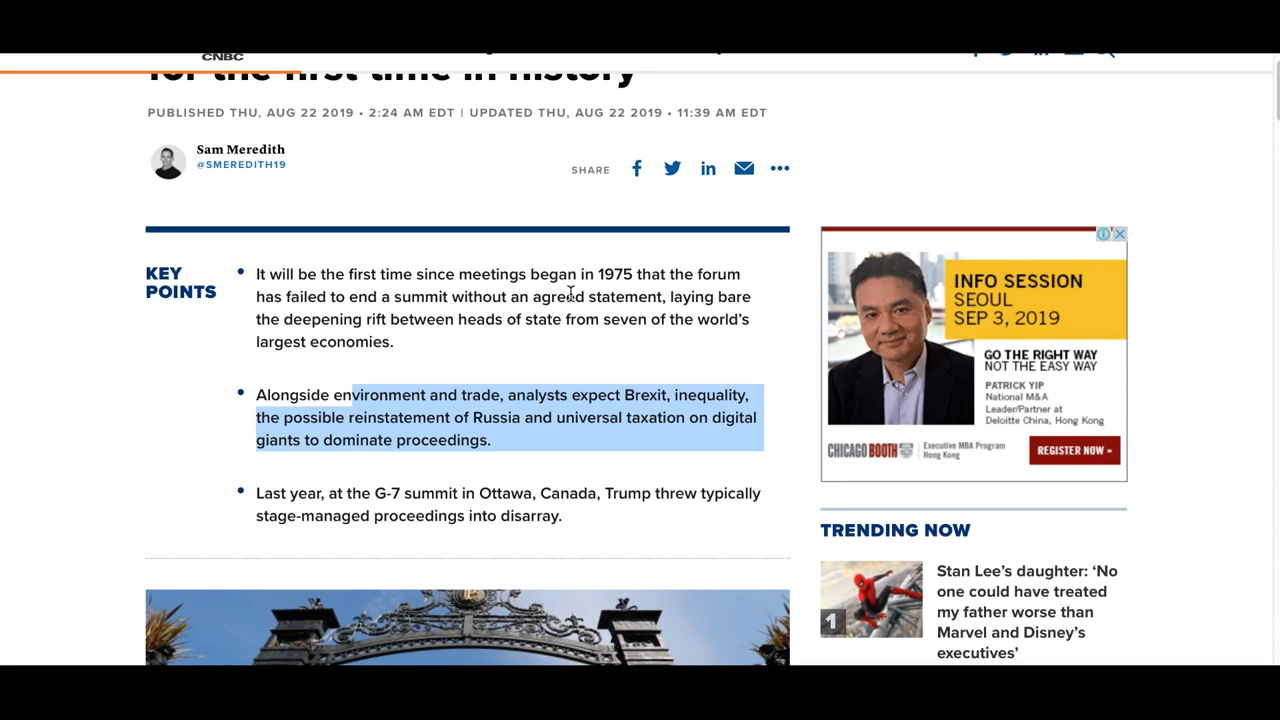 CNBC
for the first time in history
PUBLISHED THU, AUG 22 2019 • 2:24 AM EDT | UPDATED THU, AUG 22 2019 • 11:39 AM EDT
Sam Meredith
@SMEREDITH19
SHARE
KEY
POINTS
• It will be the first time since meetings began in 1975 that the forum
has failed to end a summit without an agreed statement, laying bare
the deepening rift between heads of state from seven of the world’s
largest economies.
• Alongside environment and trade, analysts expect Brexit, inequality,
the possible reinstatement of Russia and universal taxation on digital
giants to dominate proceedings.
• Last year, at the G-7 summit in Ottawa, Canada, Trump threw typically
stage-managed proceedings into disarray.
INFO SESSION
SEOUL
SEP 3, 2019
GO THE RIGHT WAY
NOT THE EASY WAY
PATRICK YIP
National M&A
Leader/Partner at
Deloitte China, Hong Kong
CHICAGO BOOTH
Executive MBA Program
Hong Kong
REGISTER NOW »
TRENDING NOW
1
Stan Lee’s daughter: ‘No
one could have treated
my father worse than
Marvel and Disney’s
executives’